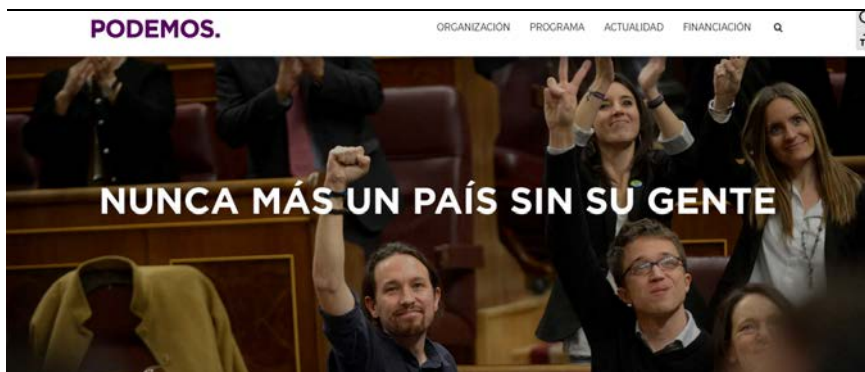 PODEMOS.
ORGANIZACIÓN PROGRAMA ACTUALIDAD FINANCIACIÓN
NUNCA MÁS UN PAÍS SIN SU GENTE